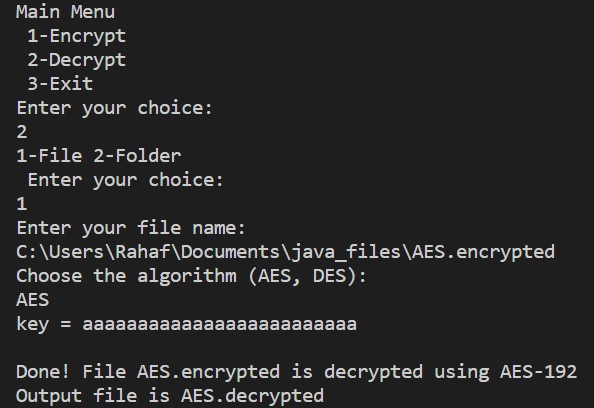 Main Menu
1-Encrypt
2-Decrypt
3-Exit
Enter your choice:
2
1-File 2-Folder
Enter your choice:
1
Enter your file name:
C:\Users\Rahaf\Documents\java_files\AES.encrypted
Choose the algorithm (AES, DES):
AES
key = aaaaaaaaaaaaaaaaaaaaaaaaa
Done! File AES.encrypted is decrypted using AES-192
Output file is AES.decrypted